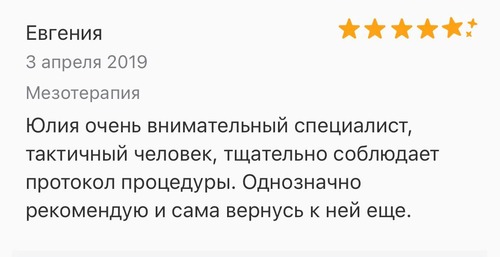 Евгения
3 апреля 2019
Мезотерапия
Юлия очень внимательный специалист,
тактичный человек, тщательно соблюдает
протокол процедуры. Однозначно
рекомендую и сама вернусь к ней еще.